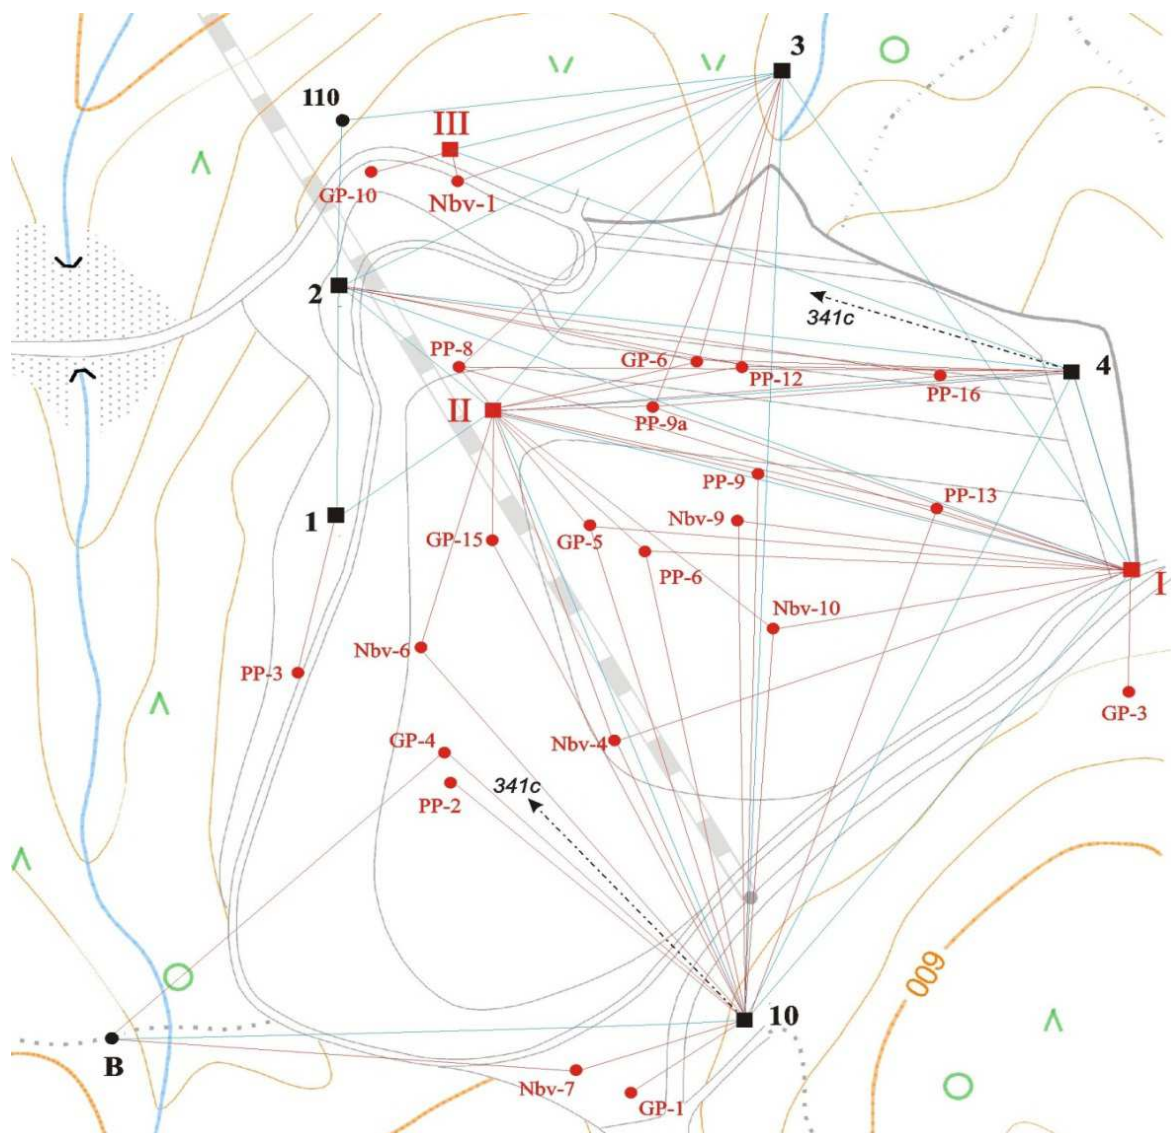 3
110
III
GP-10
Nbv-1
2
341c
PP-8
GP-6
PP-12
4
PP-16
II
PP-9a
PP-9
PP-13
1
Nbv-9
GP-15
GP-5
PP-6
I
Nbv-10
Nbv-6
PP-3
GP-3
GP-4
Nbv-4
341c
PP-2
600
10
B
Nbv-7
GP-1